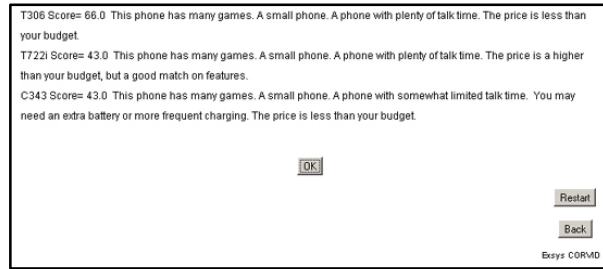 T306 Score= 66.0 This phone has many games. A small phone. A phone with plenty of talk time. The price is less than
your budget.
T722i Score= 43.0 This phone has many games. A small phone. A phone with plenty of talk time. The price is a higher
than your budget, but a good match on features.
C343 Score= 43.0 This phone has many games. A small phone. A phone with somewhat limited talk time. You may
need an extra battery or more frequent charging. The price is less than your budget.
OK
Restart
Back
Exsys CORVID